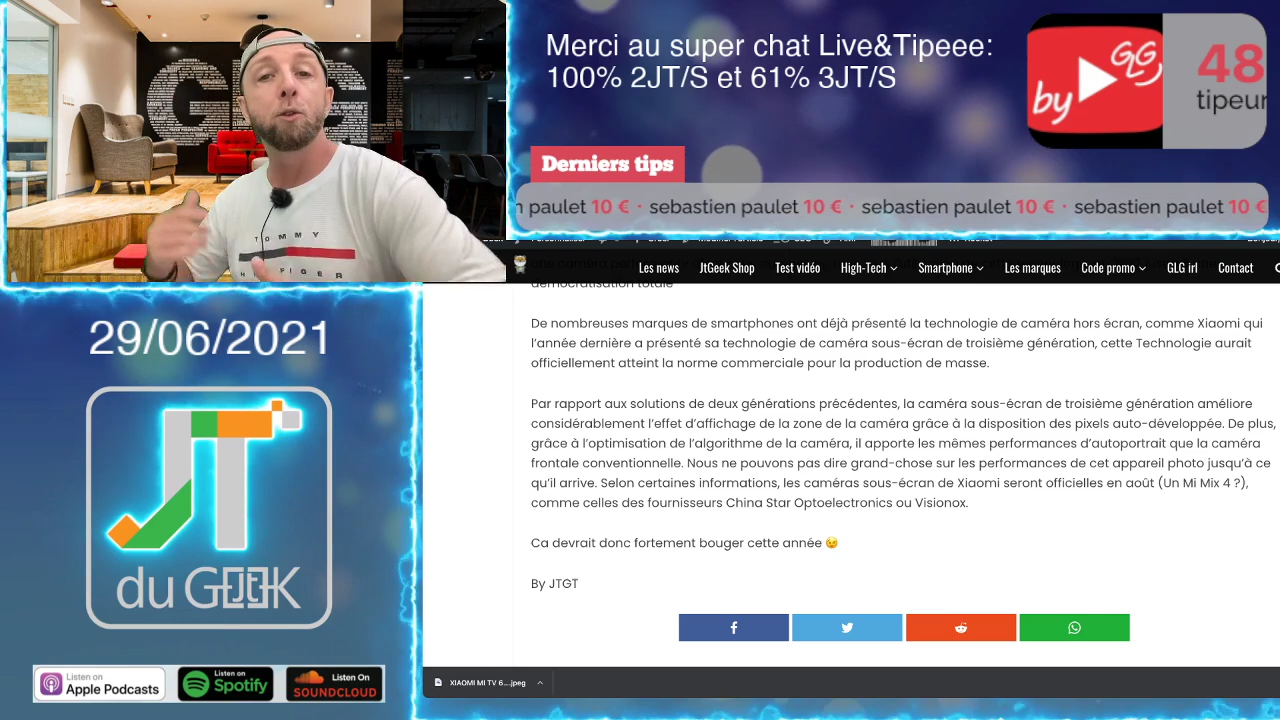 Merci au super chat Live&Tipeee:
100% 2JT/S et 61% 3JT/S
by GLG
48
tipeur
Derniers tips
n paulet 10 € · sebastien paulet 10 € · sebastien paulet 10 € · sebastien paulet 10 €
TOMMY
HILFIGER
Les news JtGeek Shop Test vidéo High-Tech Smartphone Les marques Code promo GLG irl Contact
démocratisation totale
De nombreuses marques de smartphones ont déjà présenté la technologie de caméra hors écran, comme Xiaomi qui
l’année dernière a présenté sa technologie de caméra sous-écran de troisième génération, cette Technologie aurait
officiellement atteint la norme commerciale pour la production de masse.
Par rapport aux solutions de deux générations précédentes, la caméra sous-écran de troisième génération améliore
considérablement l’effet d’affichage de la zone de la caméra grâce à la disposition des pixels auto-développée. De plus,
grâce à l’optimisation de l’algorithme de la caméra, il apporte les mêmes performances d’autoportrait que la caméra
frontale conventionnelle. Nous ne pouvons pas dire grand-chose sur les performances de cet appareil photo jusqu’à ce
qu’il arrive. Selon certaines informations, les caméras sous-écran de Xiaomi seront officielles en août (Un Mi Mix 4 ?),
comme celles des fournisseurs China Star Optoelectronics ou Visionox.
Ca devrait donc fortement bouger cette année 😉
By JTGT
29/06/2021
JT
du GEEK
Listen on
Apple Podcasts
Listen on
Spotify
Listen On
SOUNDCLOUD
XIAOMI MI TV 6....jpeg